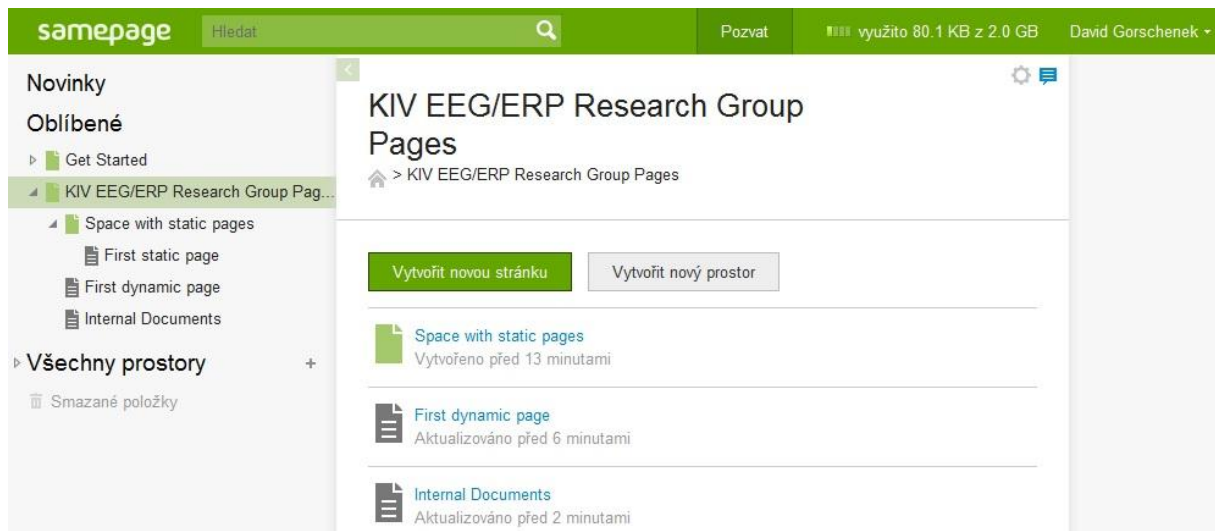 samepage
Hledat
Pozvat
využito 80.1 KB z 2.0 GB
David Gorschenek
Novinky
Oblíbené
Get Started
KIV EEG/ERP Research Group Pag...
Space with static pages
First static page
First dynamic page
Internal Documents
Všechny prostory +
Smazané položky
KIV EEG/ERP Research Group
Pages
> KIV EEG/ERP Research Group Pages
Vytvořit novou stránku
Vytvořit nový prostor
Space with static pages
Vytvořeno před 13 minutami
First dynamic page
Aktualizováno před 6 minutami
Internal Documents
Aktualizováno před 2 minutami